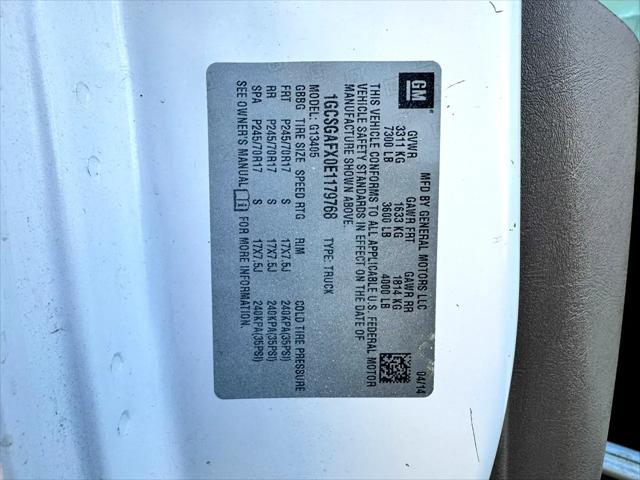 GM
MFD BY GENERAL MOTORS LLC 04/14
GVWR GAWR FRT GAWR RR
3311 KG 1633 KG 1814 KG
7300 LB 3600 LB 4000 LB
THIS VEHICLE CONFORMS TO ALL APPLICABLE U.S. FEDERAL MOTOR
VEHICLE SAFETY STANDARDS IN EFFECT ON THE DATE OF
MANUFACTURE SHOWN ABOVE.
1GCSGAFX0E1179768 TYPE: TRUCK
MODEL: G13405
GBBG TIRE SIZE SPEED RTG RIM COLD TIRE PRESSURE
FRT P245/70R17 S 17X7.5J 240KPA(35PSI)
RR P245/70R17 S 17X7.5J 240KPA(35PSI)
SPA P245/70R17 S 17X7.5J 240KPA(35PSI)
SEE OWNER'S MANUAL FOR MORE INFORMATION.